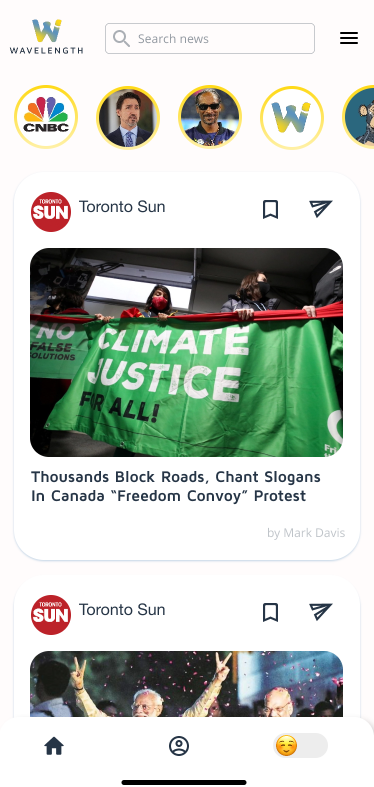 WAVELENGTH
Search news
CNBC
TORONTO
SUN
Toronto Sun
NO
FALSE
SOLUTIONS
CLIMATE
JUSTICE
FOR ALL!
Thousands Block Roads, Chant Slogans
In Canada “Freedom Convoy” Protest
by Mark Davis
TORONTO
SUN
Toronto Sun